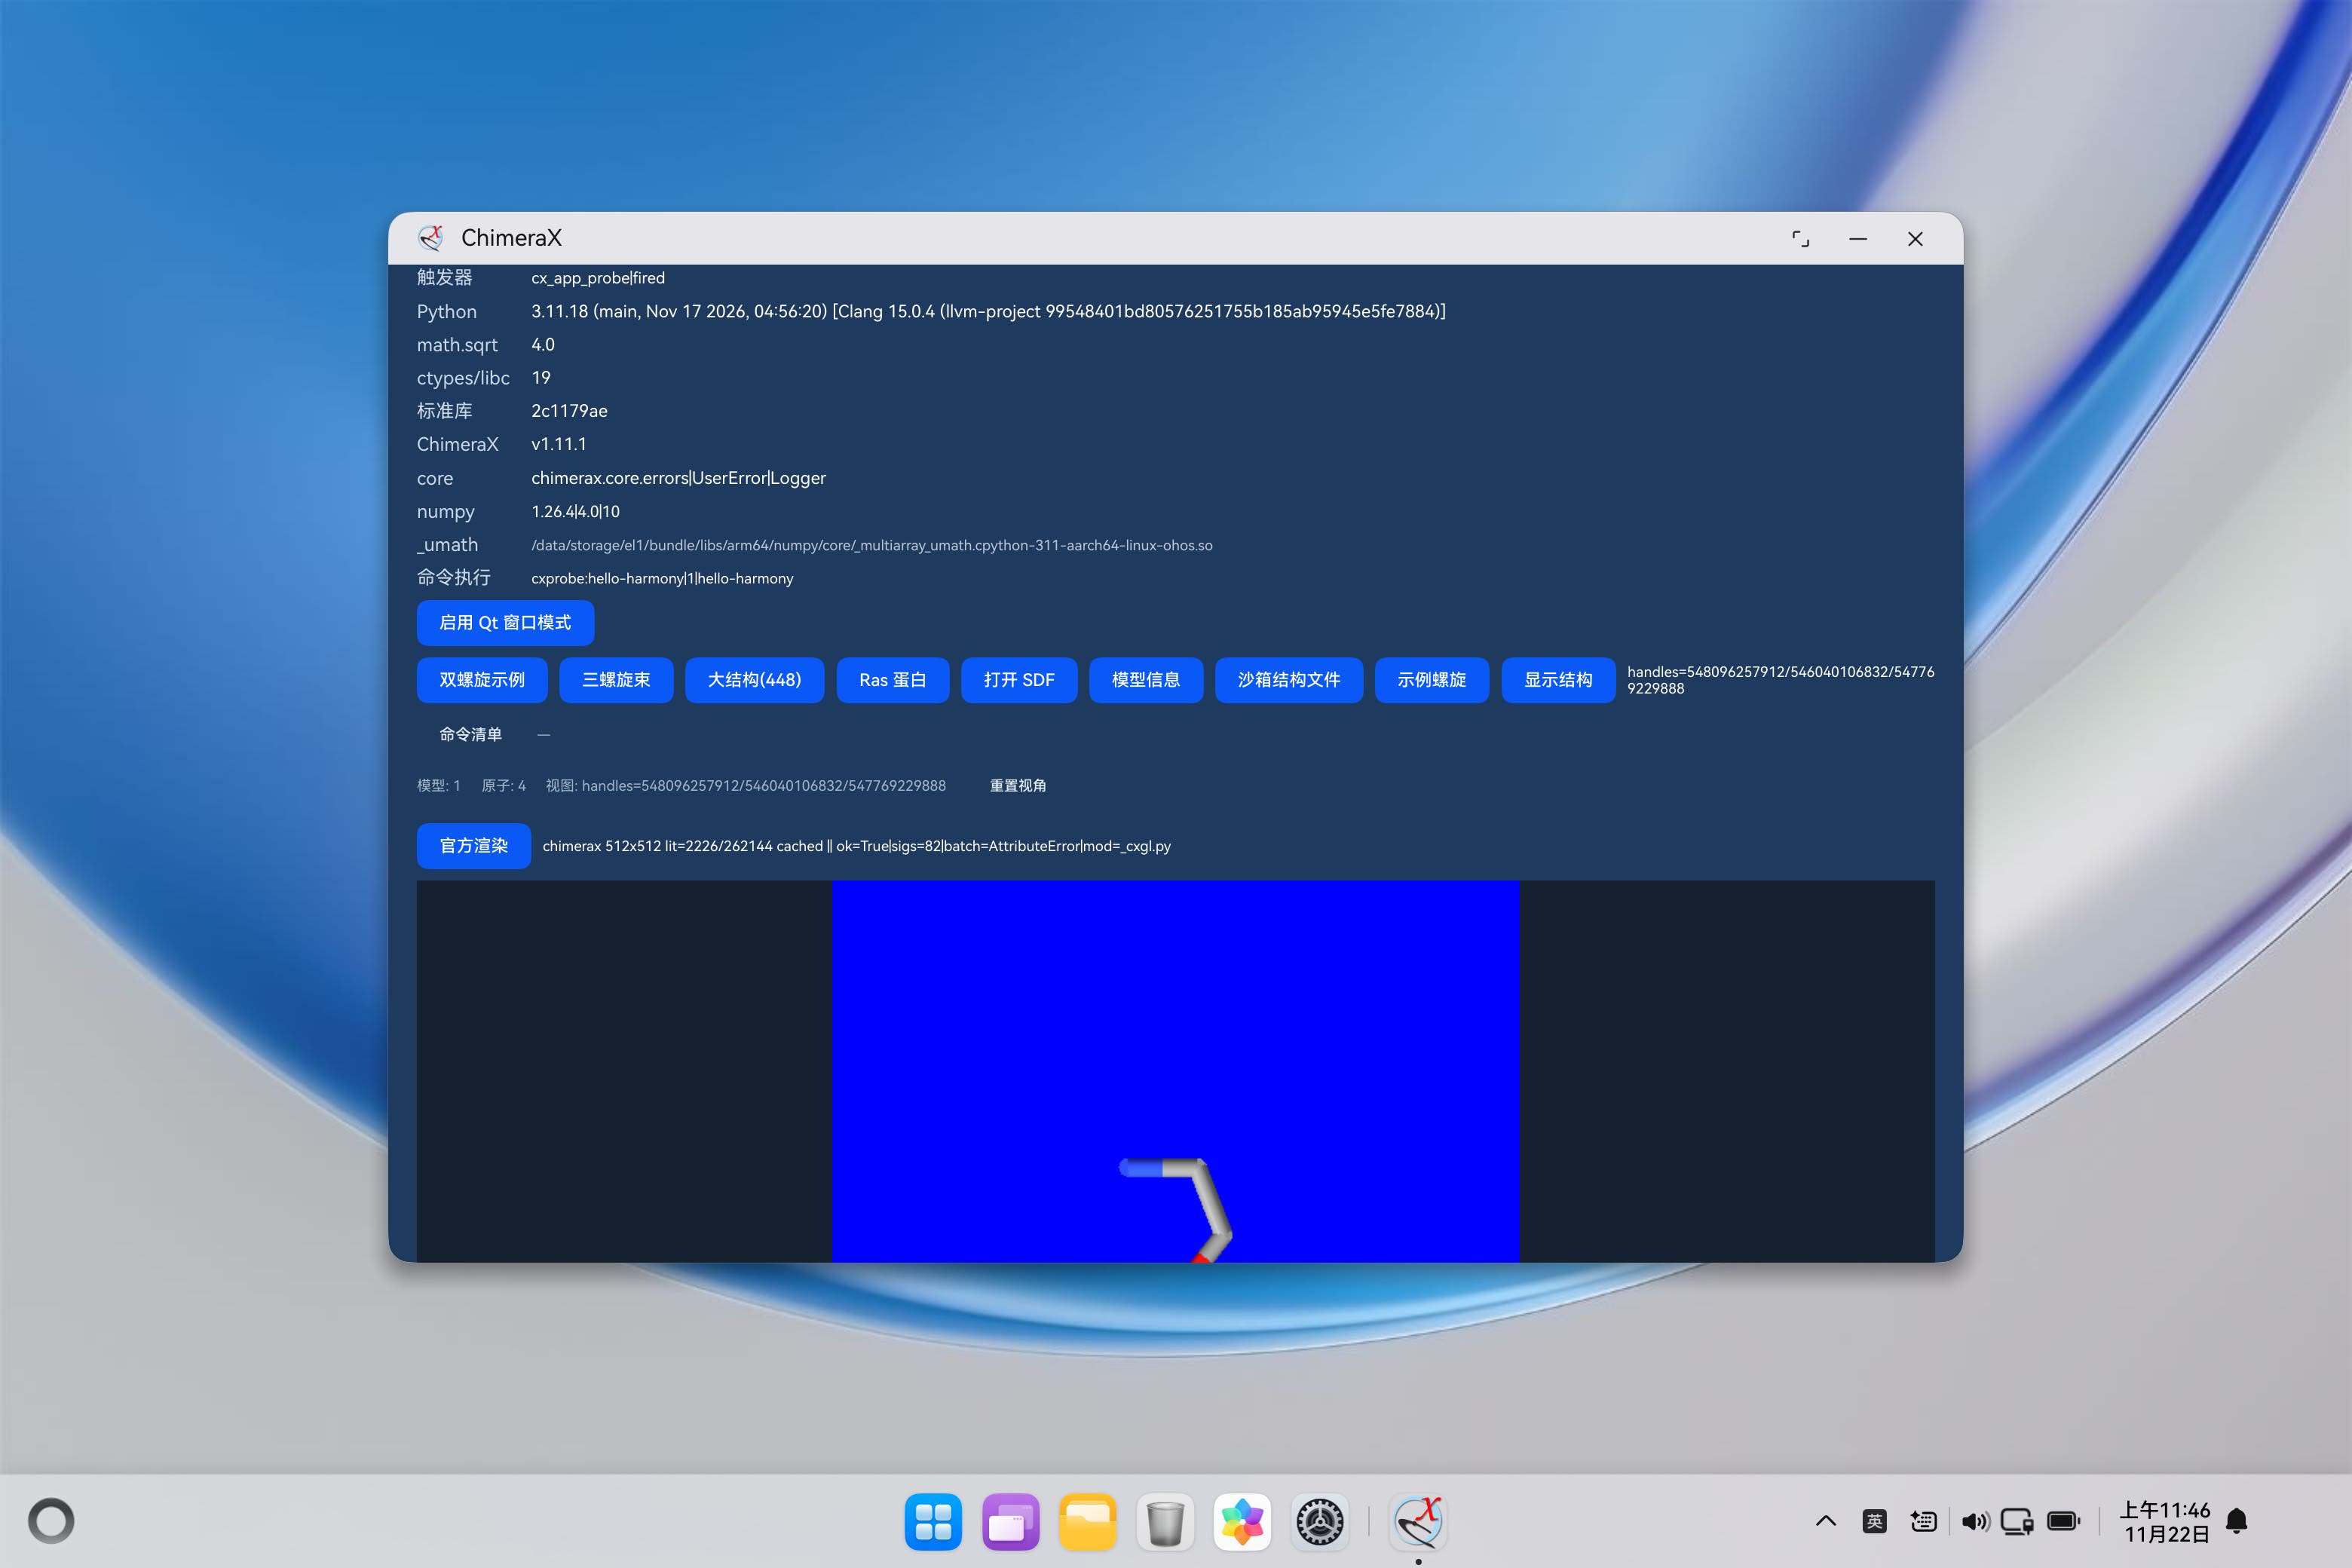 ChimeraX
触发器 cx_app_probe|fired
Python 3.11.18 (main, Nov 17 2026, 04:56:20) [Clang 15.0.4 (llvm-project 99548401bd80576251755b185ab95945e5fe7884)]
math.sqrt 4.0
ctypes/libc 19
标准库 2c1179ae
ChimeraX v1.11.1
core chimerax.core.errors|UserError|Logger
numpy 1.26.4|4.0|10
_umath /data/storage/el1/bundle/libs/arm64/numpy/core/_multiarray_umath.cpython-311-aarch64-linux-ohos.so
命令执行 cxprobe:hello-harmony|1|hello-harmony
启用 Qt 窗口模式
双螺旋示例 三螺旋束 大结构(448) Ras 蛋白 打开 SDF 模型信息 沙箱结构文件 示例螺旋 显示结构 handles=548096257912/546040106832/54776
9229888
命令清单 —
模型: 1 原子: 4 视图: handles=548096257912/546040106832/547769229888 重置视角
官方渲染 chimerax 512x512 lit=2226/262144 cached || ok=True|sigs=82|batch=AttributeError|mod=_cxgl.py
英
上午11:46
11月22日